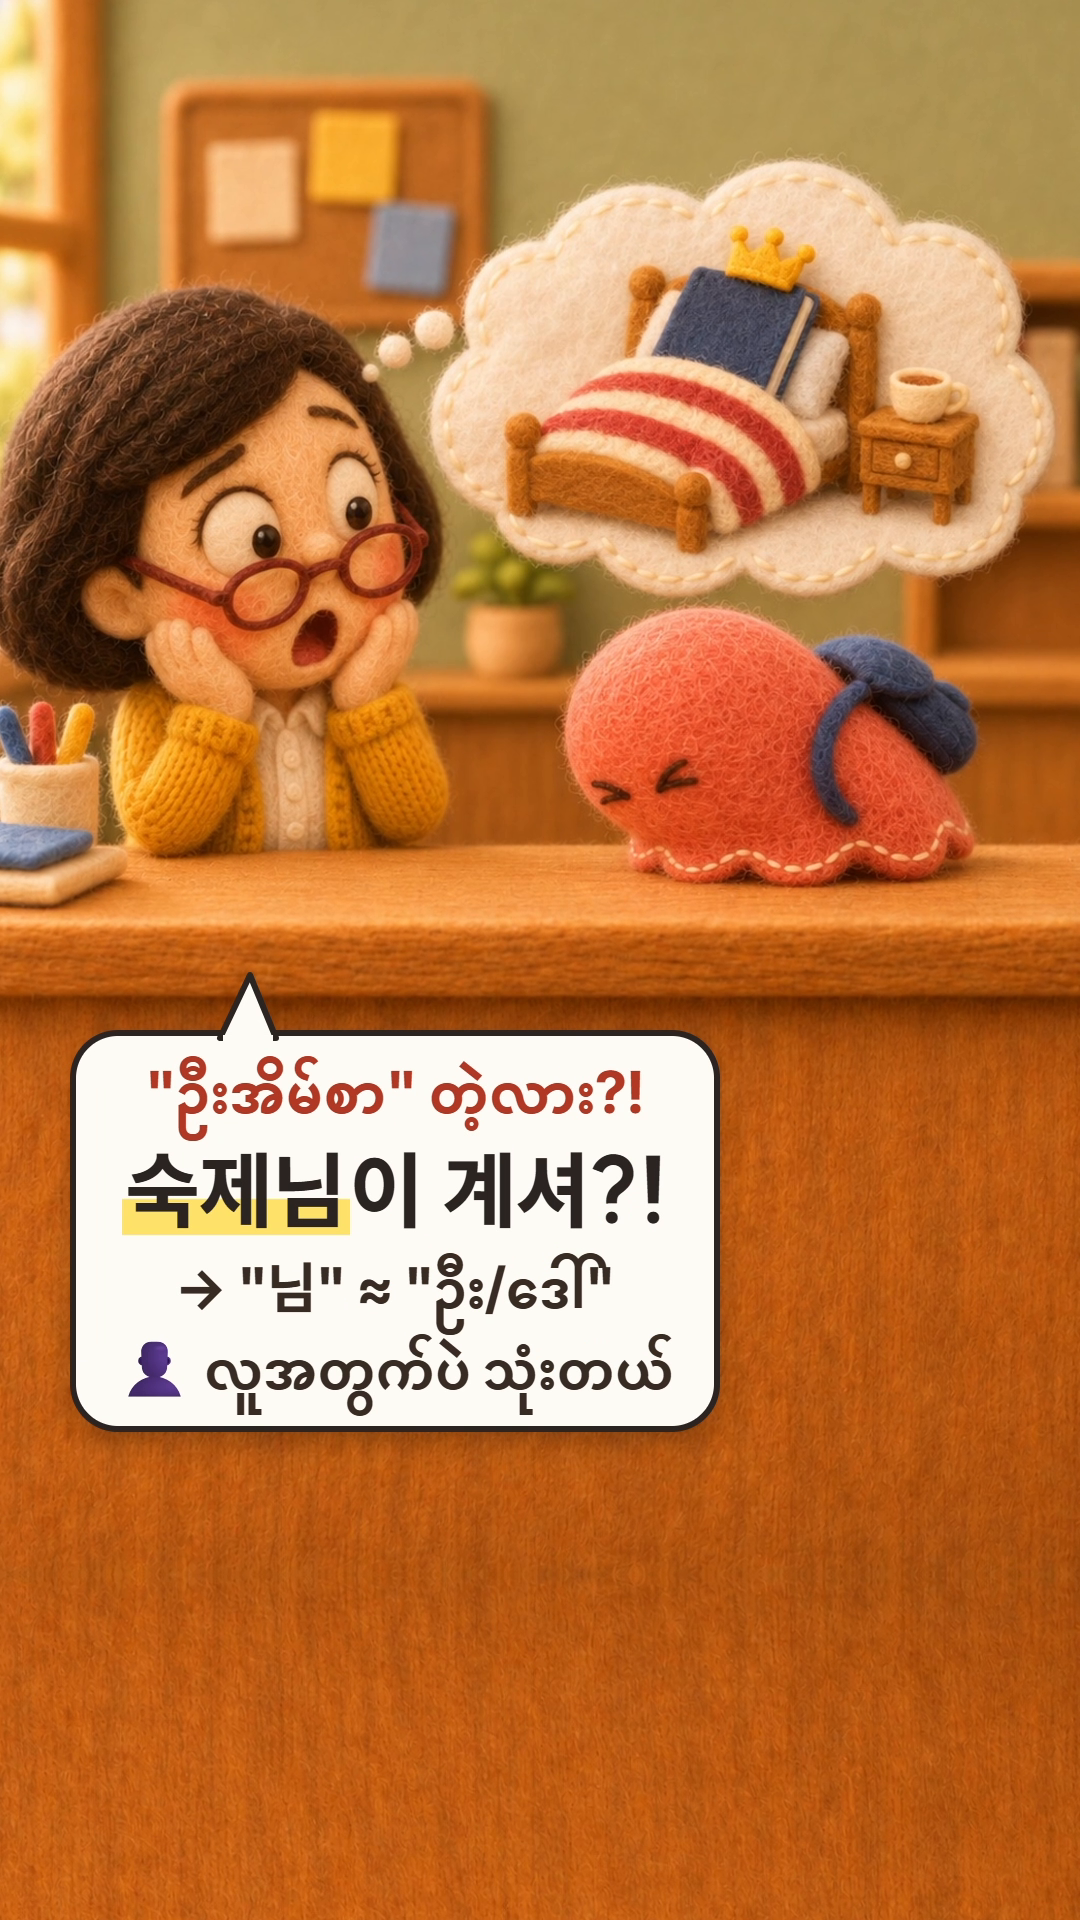 "ဦးအိမ်စာ" တဲ့လား?!
숙제님이 계셔?!
→ "님" ≈ "ဦး/ဒေါ်"
လူအတွက်ပဲ သုံးတယ်